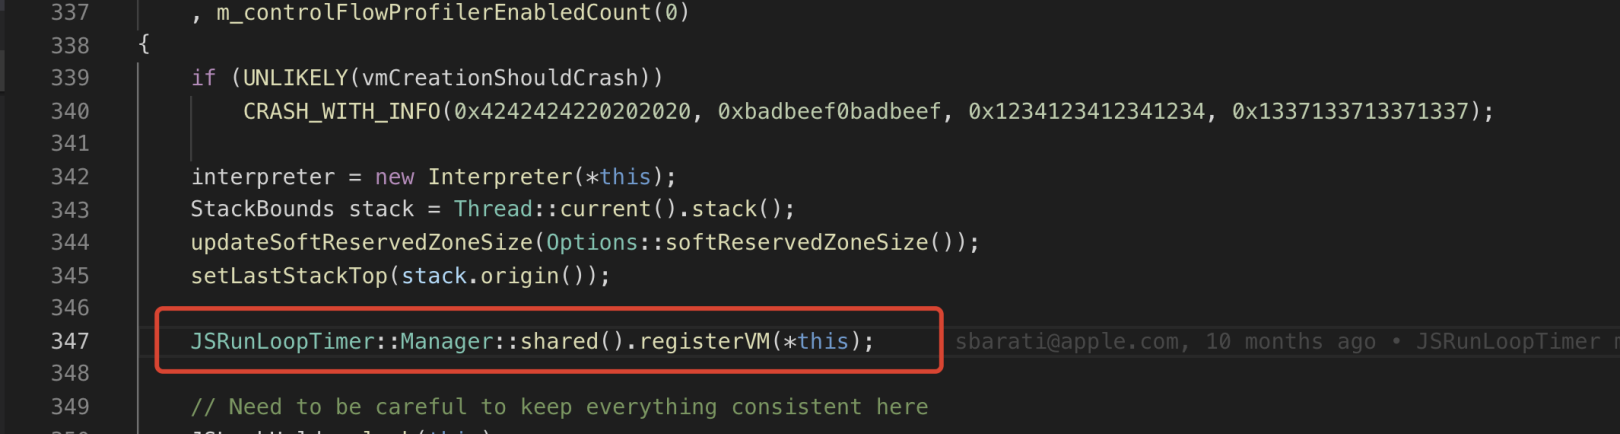 337 , m_controlFlowProfilerEnabledCount(0)
338 {
339 if (UNLIKELY(vmCreationShouldCrash))
340 CRASH_WITH_INFO(0x4242424220202020, 0xbadbeef0badbeef, 0x1234123412341234, 0x1337133713371337);
341
342 interpreter = new Interpreter(*this);
343 StackBounds stack = Thread::current().stack();
344 updateSoftReservedZoneSize(Options::softReservedZoneSize());
345 setLastStackTop(stack.origin());
346
347 JSRunLoopTimer::Manager::shared().registerVM(*this); sbarati@apple.com, 10 months ago • JSRunLoopTimer
348
349 // Need to be careful to keep everything consistent here